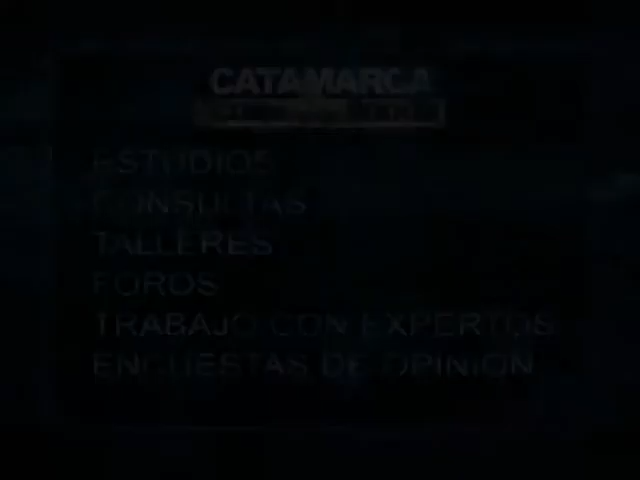 CATAMARCA
ESTUDIOS
CONSULTAS
TALLERES
FOROS
TRABAJO CON EXPERTOS
ENCUESTAS DE OPINION